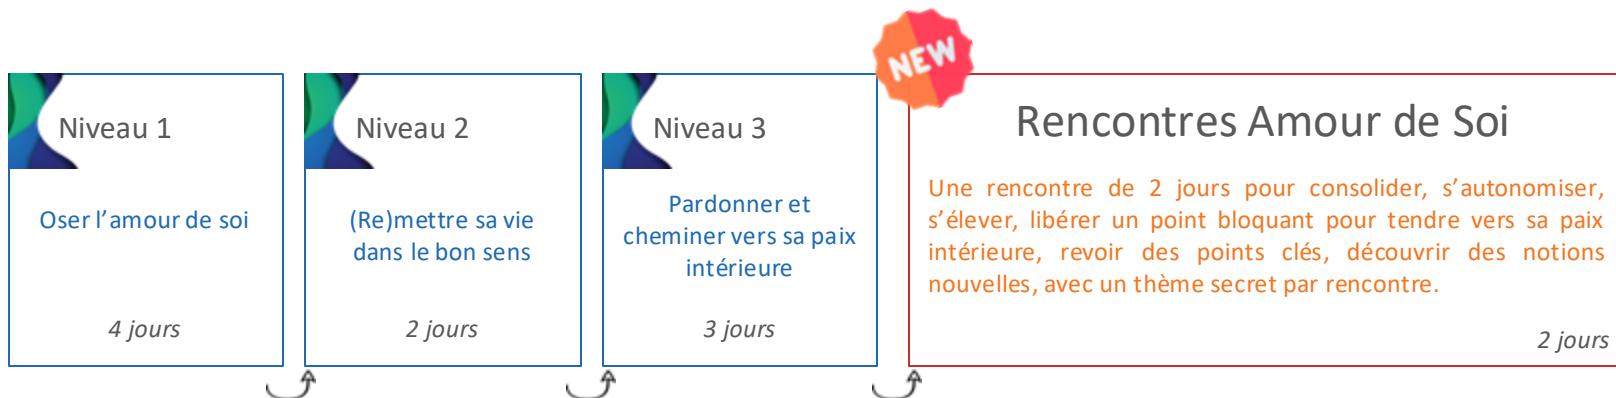 Niveau 1
Oser l’amour de soi
4 jours
Niveau 2
(Re)mettre sa vie
dans le bon sens
2 jours
Niveau 3
Pardonner et
cheminer vers sa paix
intérieure
3 jours
NEW
Rencontres Amour de Soi
Une rencontre de 2 jours pour consolider, s’autonomiser,
s’élever, libérer un point bloquant pour tendre vers sa paix
intérieure, revoir des points clés, découvrir des notions
nouvelles, avec un thème secret par rencontre.
2 jours